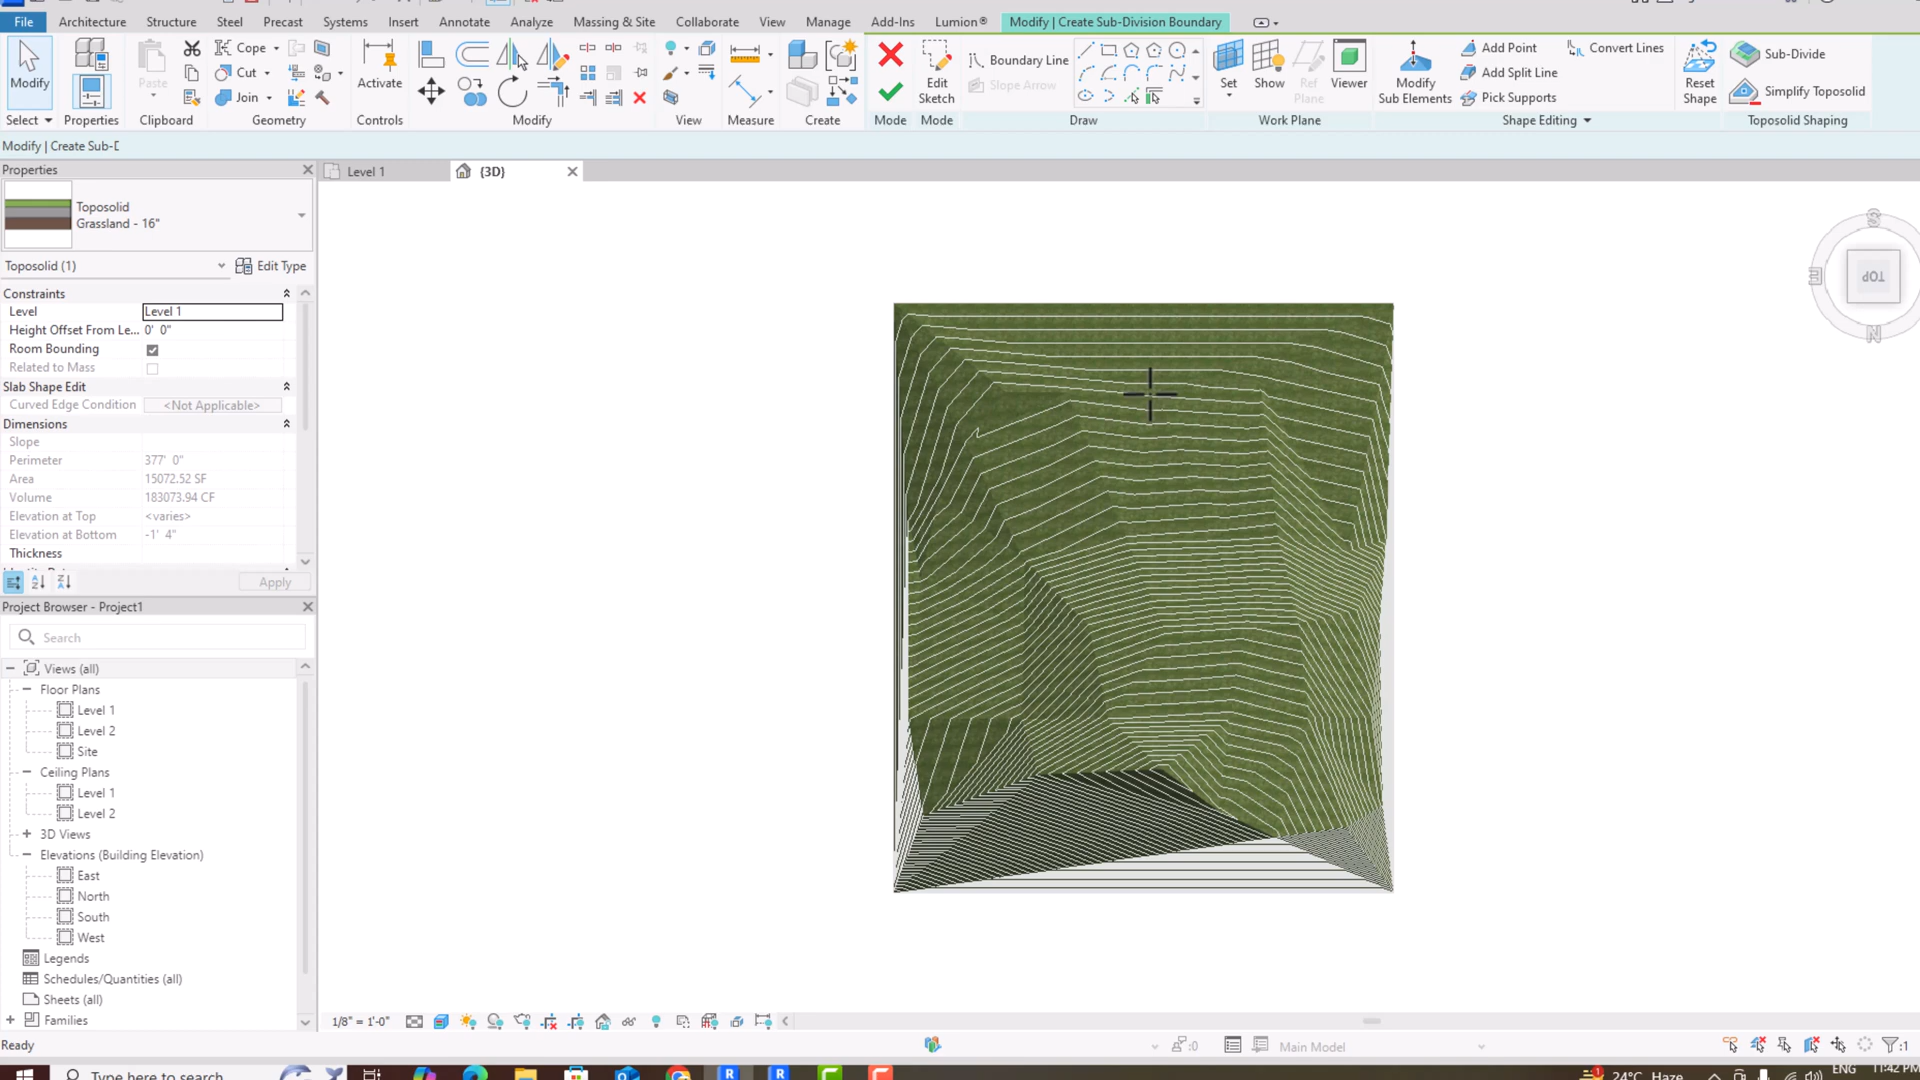 File Architecture Structure Steel Precast Systems Insert Annotate Analyze Massing & Site Collaborate View Manage Add-Ins Lumion® Modify | Create Sub-Division Boundary
Modify
Select
Properties
Paste
Clipboard
Cope
Cut
Join
Geometry
Activate
Controls
Modify
View
Measure
Create
Mode
Edit
Sketch
Mode
Boundary Line
Slope Arrow
Draw
Set
Show
Ref
Plane
Viewer
Work Plane
Modify
Sub Elements
Add Point
Add Split Line
Pick Supports
Convert Lines
Shape Editing
Reset
Shape
Sub-Divide
Simplify Toposolid
Toposolid Shaping
Modify | Create Sub-D
Properties
Toposolid
Grassland - 16"
Toposolid (1)
Edit Type
Constraints
Level Level 1
Height Offset From Le... 0' 0"
Room Bounding
Related to Mass
Slab Shape Edit
Curved Edge Condition <Not Applicable>
Dimensions
Slope
Perimeter 377' 0"
Area 15072.52 SF
Volume 183073.94 CF
Elevation at Top <varies>
Elevation at Bottom -1' 4"
Thickness
Apply
Project Browser - Project1
Search
Views (all)
Floor Plans
Level 1
Level 2
Site
Ceiling Plans
Level 1
Level 2
3D Views
Elevations (Building Elevation)
East
North
South
West
Legends
Schedules/Quantities (all)
Sheets (all)
Families
Level 1
{3D}
S
E
TOP
N
1/8" = 1'-0"
Ready
:0
Main Model
:1
Type here to search
24°C Haze
ENG
11:42 PM